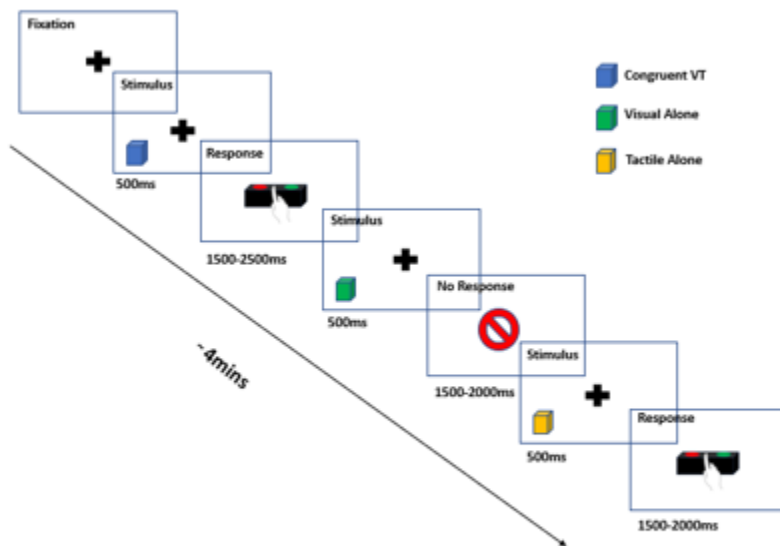 Fixation
Stimulus
500ms
Response
1500-2500ms
Stimulus
500ms
No Response
1500-2000ms
Stimulus
500ms
Response
1500-2000ms
~4mins
Congruent VT
Visual Alone
Tactile Alone